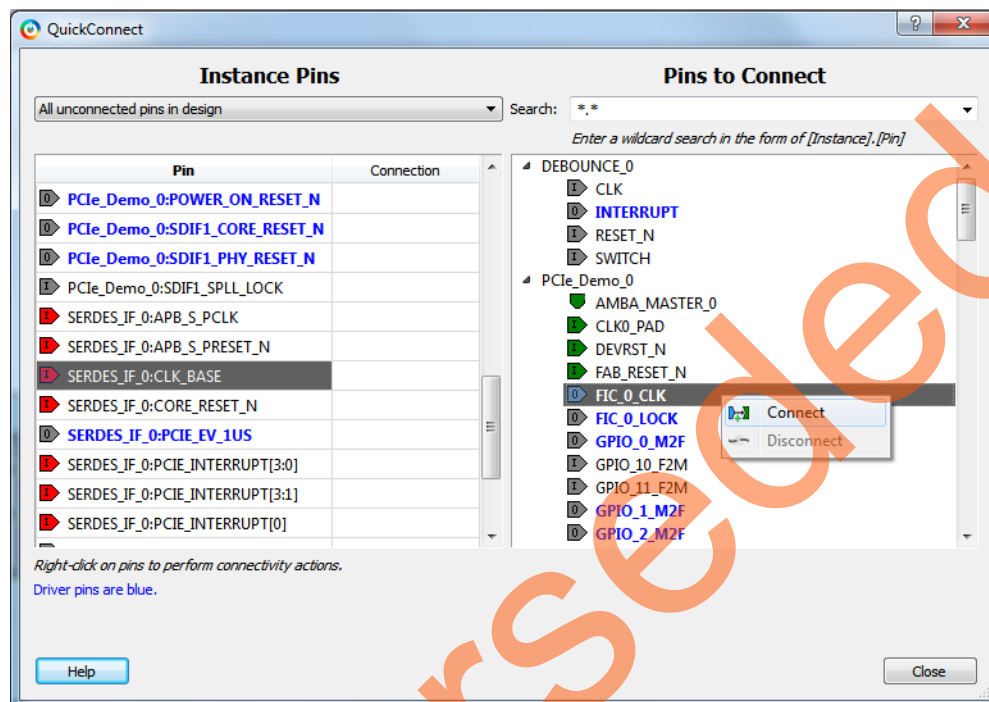 QuickConnect
Instance Pins
Pins to Connect
All unconnected pins in design
Search: *.*
Enter a wildcard search in the form of [Instance].[Pin]
Pin Connection
O PCIe_Demo_0:POWER_ON_RESET_N
O PCIe_Demo_0:SDIF1_CORE_RESET_N
O PCIe_Demo_0:SDIF1_PHY_RESET_N
I PCIe_Demo_0:SDIF1_SPLL_LOCK
I SERDES_IF_0:APB_S_PCLK
I SERDES_IF_0:APB_S_PRESET_N
I SERDES_IF_0:CLK_BASE
I SERDES_IF_0:CORE_RESET_N
O SERDES_IF_0:PCIE_EV_1US
I SERDES_IF_0:PCIE_INTERRUPT[3:0]
I SERDES_IF_0:PCIE_INTERRUPT[3:1]
I SERDES_IF_0:PCIE_INTERRUPT[0]
DEBOUNCE_0
I CLK
O INTERRUPT
I RESET_N
I SWITCH
PCIe_Demo_0
AMBA_MASTER_0
I CLK0_PAD
I DEVRST_N
I FAB_RESET_N
O FIC_0_CLK
O FIC_0_LOCK
O GPIO_0_M2F
I GPIO_10_F2M
I GPIO_11_F2M
O GPIO_1_M2F
O GPIO_2_M2F
Connect
Disconnect
Right-click on pins to perform connectivity actions.
Driver pins are blue.
Help
Close
rseded